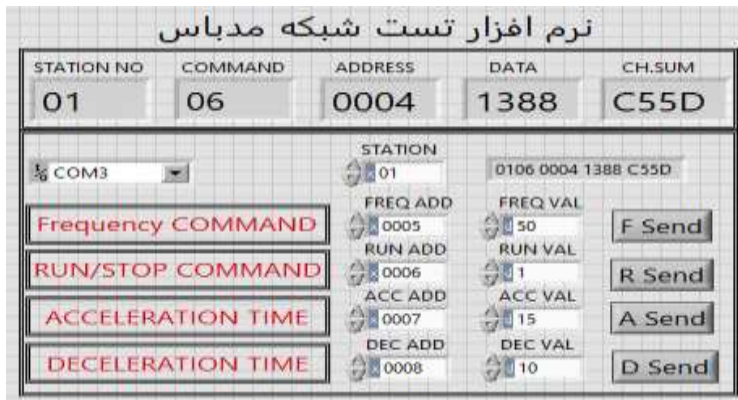 نرم افزار تست شبکه مدباس
STATION NO COMMAND ADDRESS DATA CH.SUM
01 06 0004 1388 C55D
STATION
COM3 x 01 0106 0004 1388 C55D
FREQ ADD FREQ VAL
Frequency COMMAND x 0005 d 50 F Send
RUN ADD RUN VAL
RUN/STOP COMMAND x 0006 d 1 R Send
ACC ADD ACC VAL
ACCELERATION TIME x 0007 d 15 A Send
DEC ADD DEC VAL
DECELERATION TIME x 0008 d 10 D Send